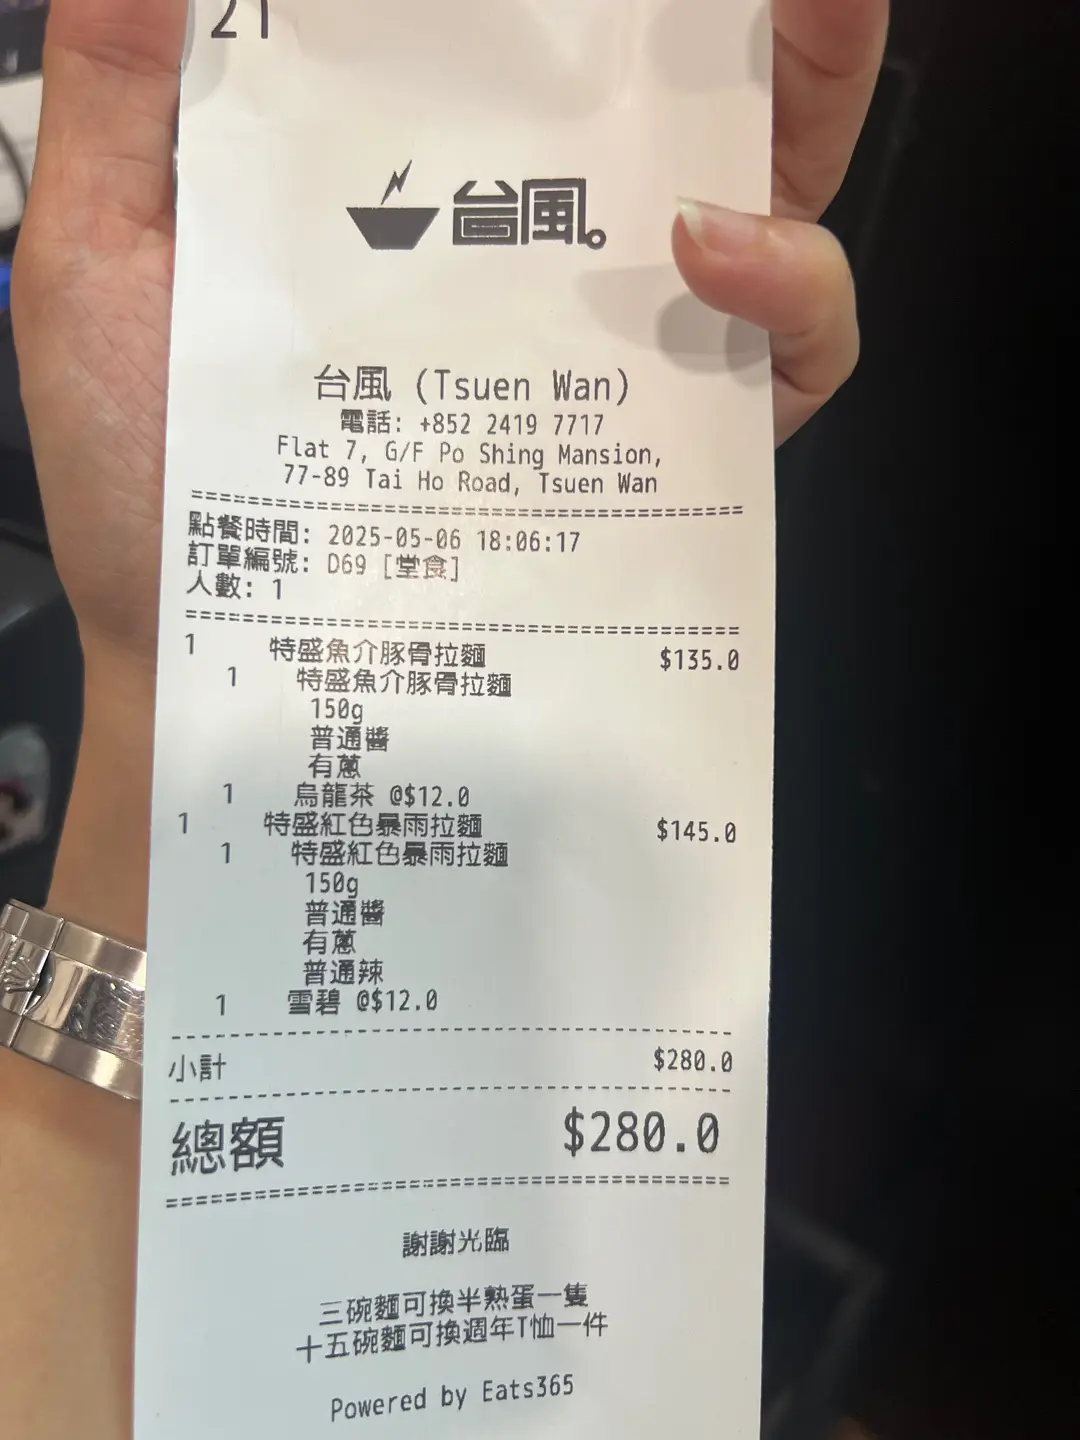 21
台風
台風 (Tsuen Wan)
電話: +852 2419 7717
Flat 7, G/F Po Shing Mansion,
77-89 Tai Ho Road, Tsuen Wan
點餐時間: 2025-05-06 18:06:17
訂單編號: D69 [堂食]
人數: 1
1 特盛魚介豚骨拉麵 $135.0
1 特盛魚介豚骨拉麵
150g
普通醬
有蔥
1 烏龍茶 @$12.0
1 特盛紅色暴雨拉麵 $145.0
1 特盛紅色暴雨拉麵
150g
普通醬
有蔥
普通辣
1 雪碧 @$12.0
小計 $280.0
總額 $280.0
謝謝光臨
三碗麵可換半熟蛋一隻
十五碗麵可換週年T恤一件
Powered by Eats365